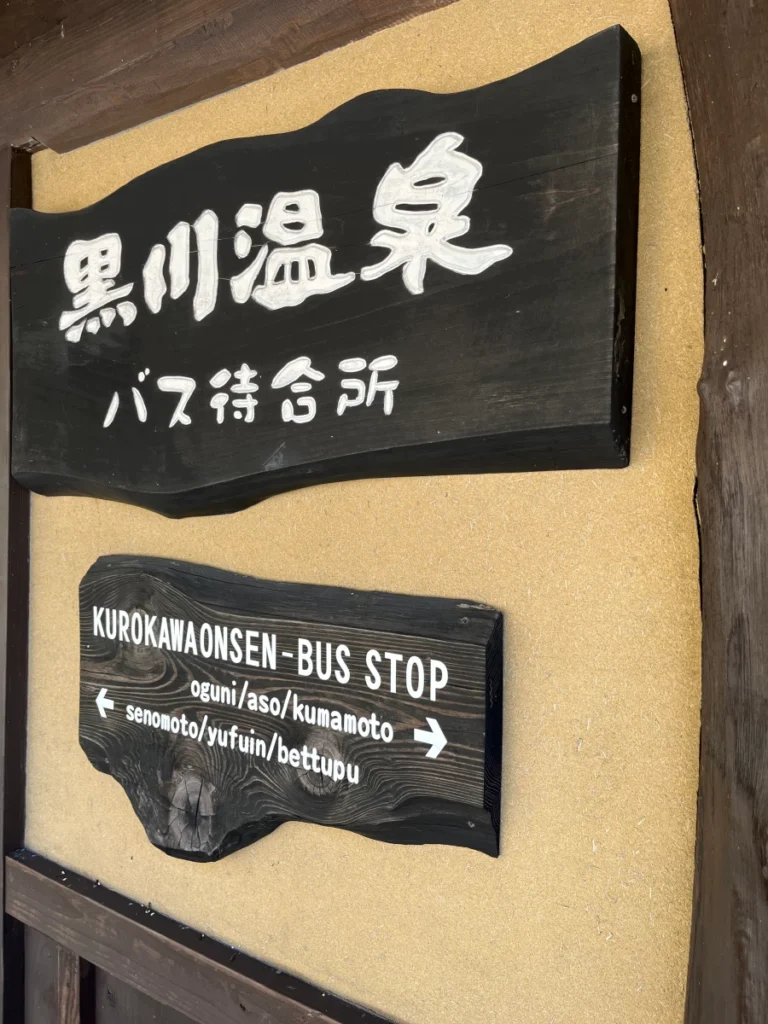 黒川温泉
バス待合所
KUROKAWAONSEN-BUS STOP
oguni/aso/kumamoto →
← senomoto/yufuin/bettupu